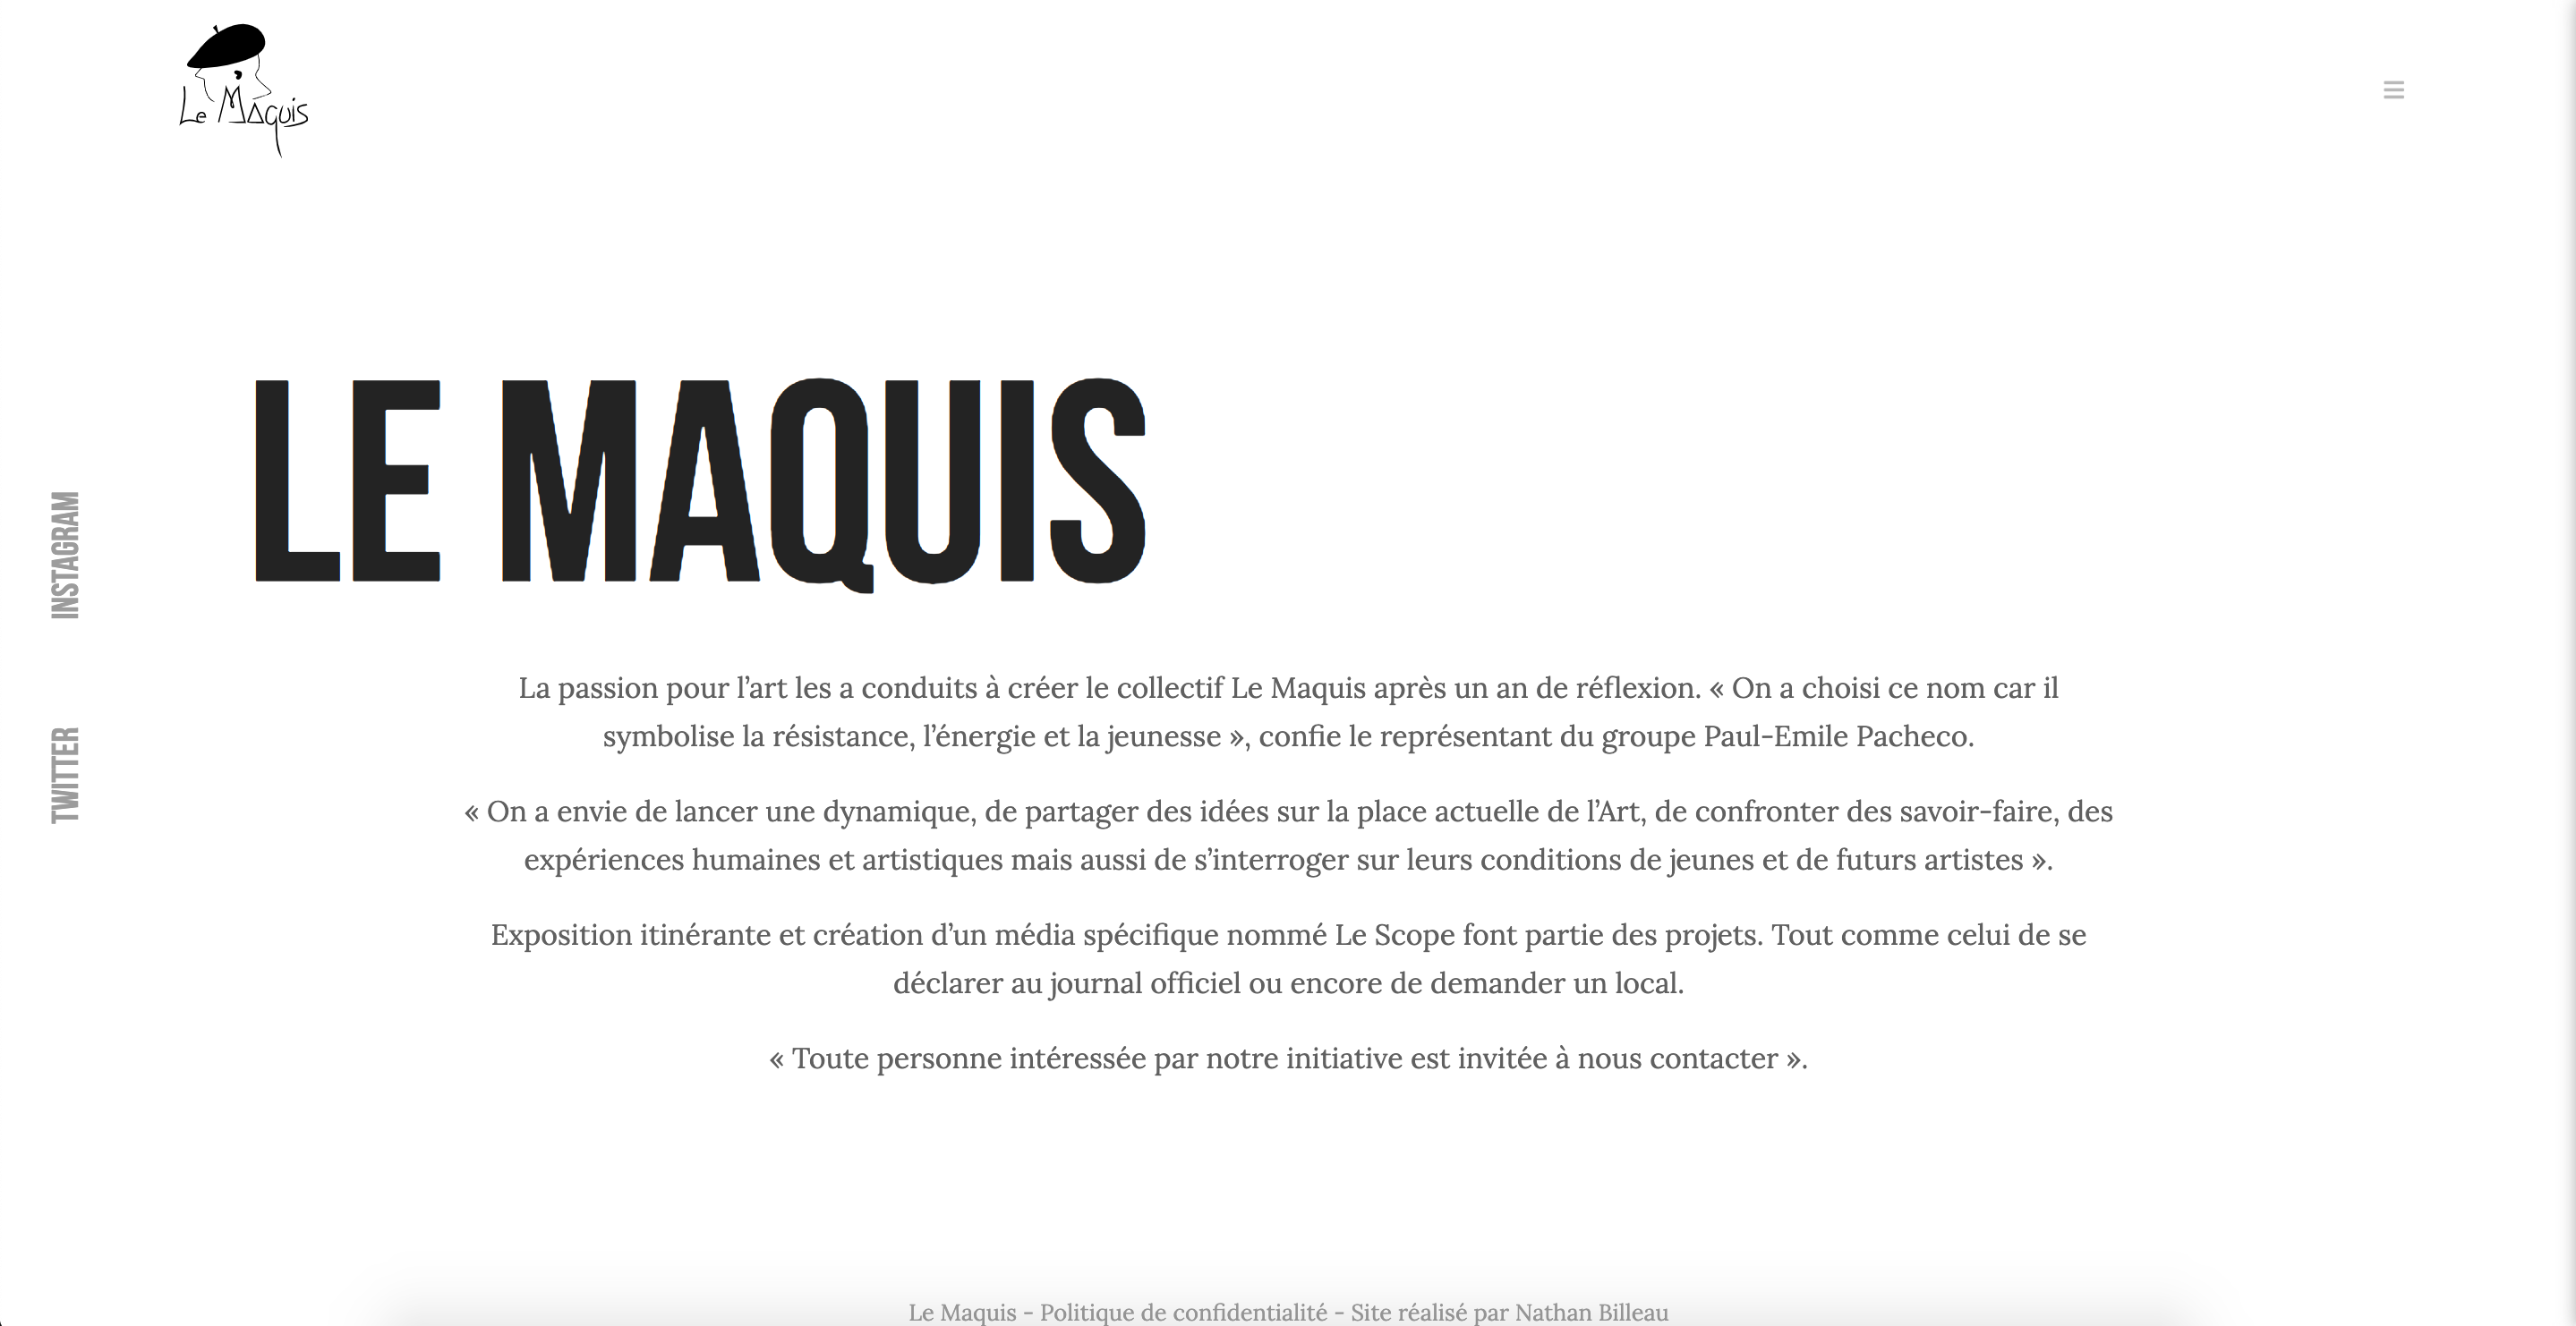 Le Maquis
LE MAQUIS
INSTAGRAM
TWITTER
La passion pour l’art les a conduits à créer le collectif Le Maquis après un an de réflexion. « On a choisi ce nom car il
symbolise la résistance, l’énergie et la jeunesse », confie le représentant du groupe Paul-Emile Pacheco.
« On a envie de lancer une dynamique, de partager des idées sur la place actuelle de l’Art, de confronter des savoir-faire, des
expériences humaines et artistiques mais aussi de s’interroger sur leurs conditions de jeunes et de futurs artistes ».
Exposition itinérante et création d’un média spécifique nommé Le Scope font partie des projets. Tout comme celui de se
déclarer au journal officiel ou encore de demander un local.
« Toute personne intéressée par notre initiative est invitée à nous contacter ».
Le Maquis - Politique de confidentialité - Site réalisé par Nathan Billeau